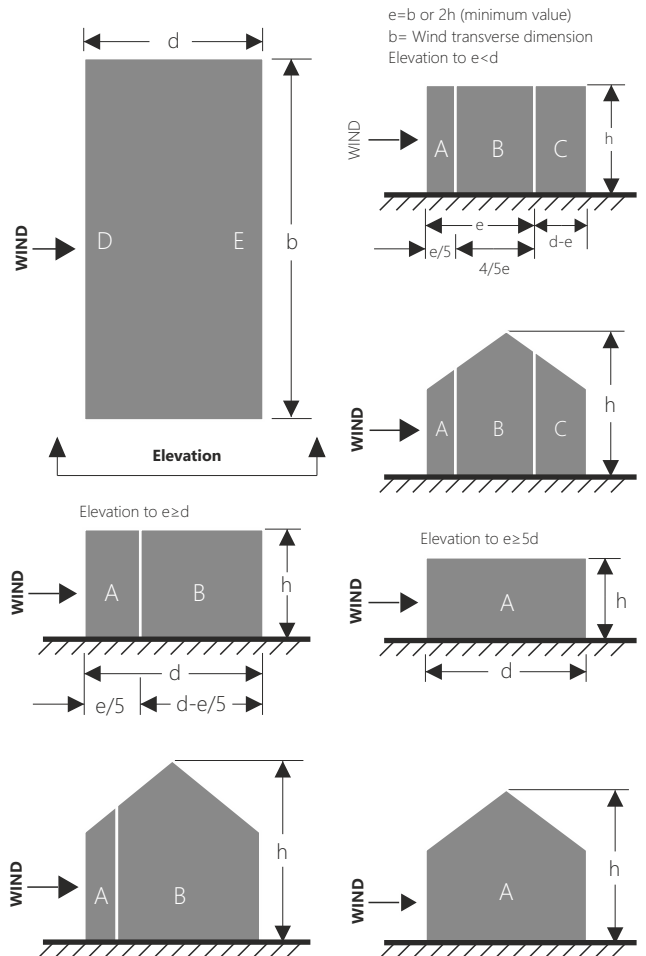 d
WIND
D
E
b
Elevation
e=b or 2h (minimum value)
b= Wind transverse dimension
Elevation to e<d
WIND
A
B
C
h
e
d-e
e/5
4/5e
WIND
A
B
C
h
Elevation to e≥d
WIND
A
B
h
d
e/5
d-e/5
Elevation to e≥5d
WIND
A
h
d
WIND
A
B
h
WIND
A
h